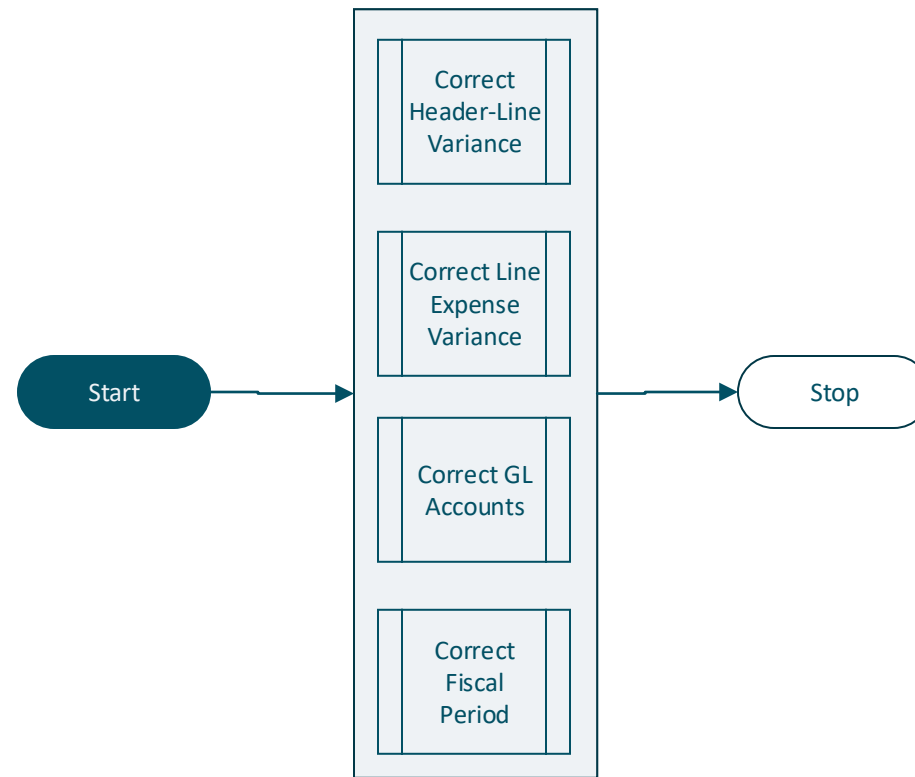 Correct
Header-Line
Variance
Correct Line
Expense
Variance
Start
Stop
Correct GL
Accounts
Correct
Fiscal
Period